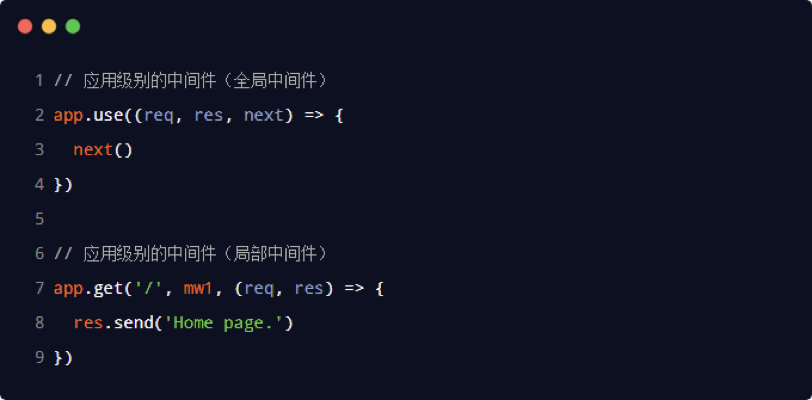 1 // 应用级别的中间件（全局中间件）
2 app.use((req, res, next) => {
3   next()
4 })
5
6 // 应用级别的中间件（局部中间件）
7 app.get('/', mw1, (req, res) => {
8   res.send('Home page.')
9 })